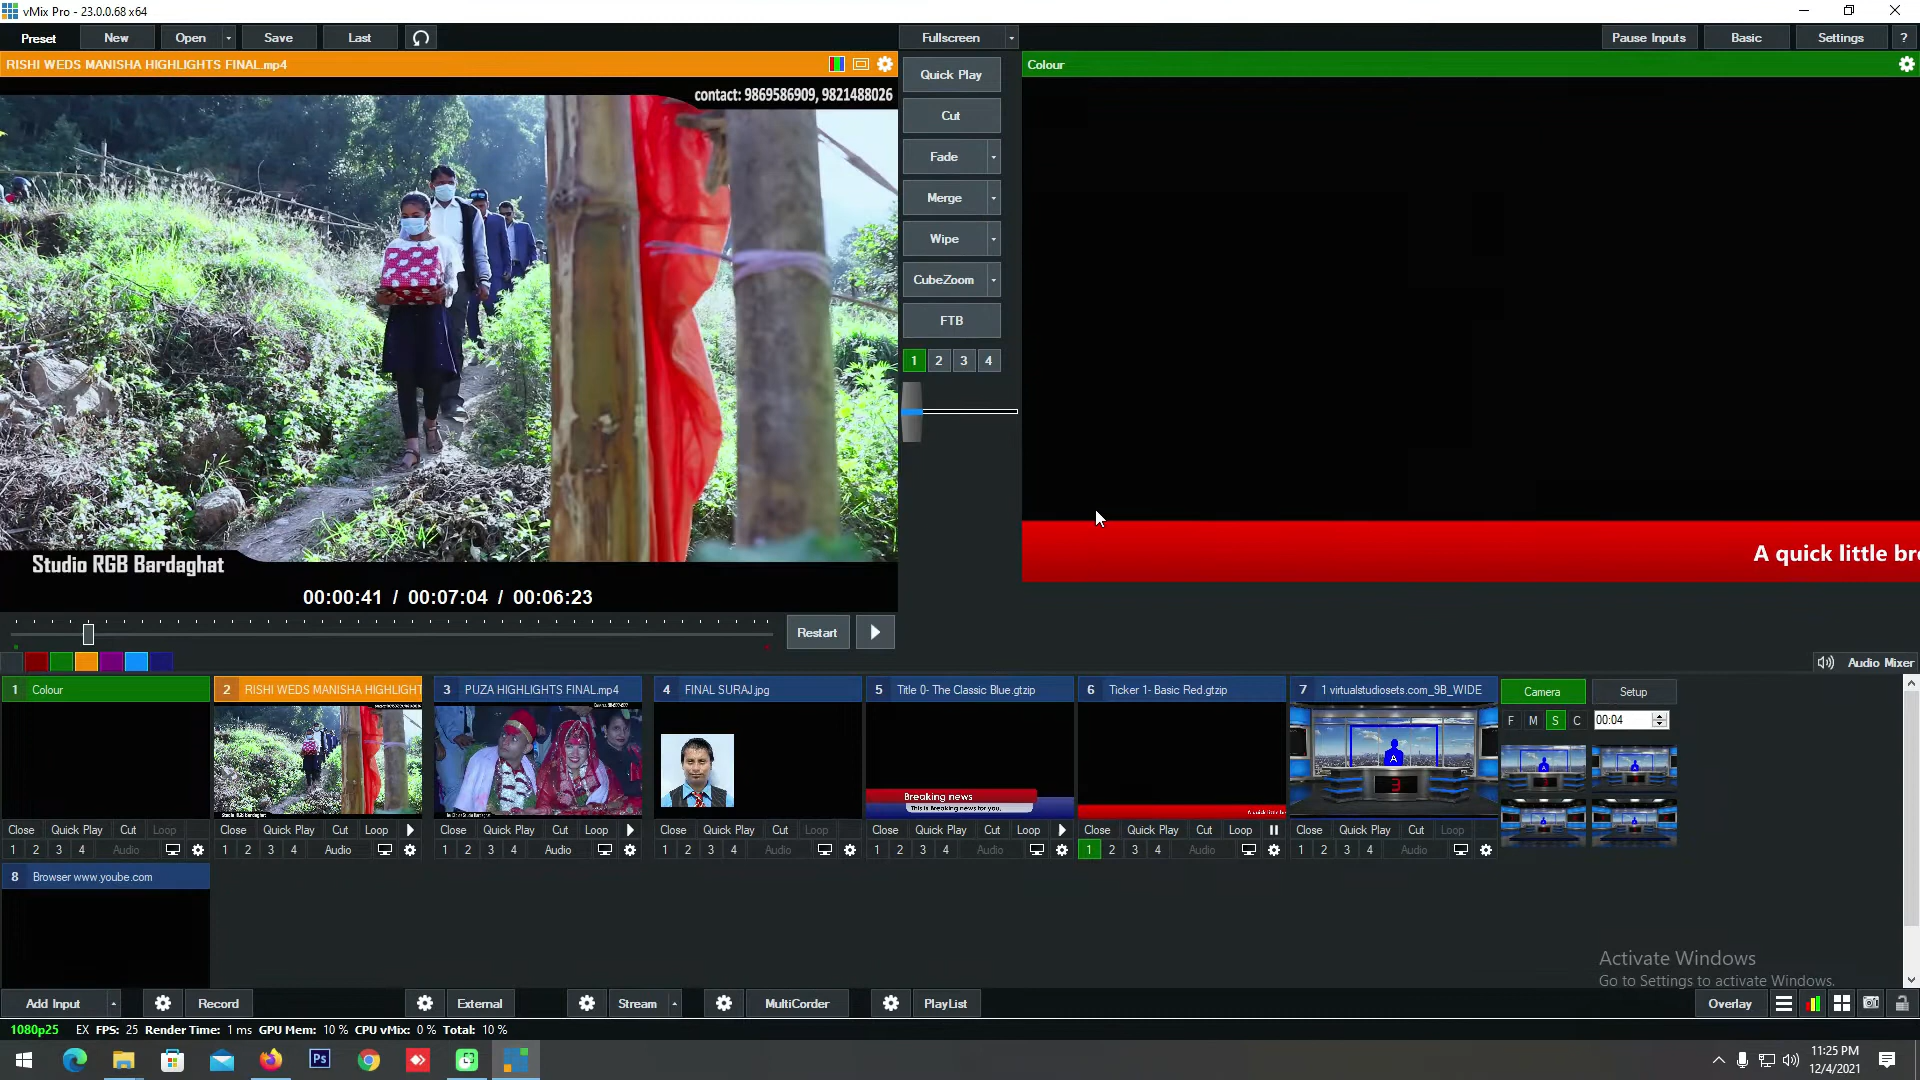 vMix Pro - 23.0.0.68 x64
Preset
New
Open
Save
Last
Fullscreen
Pause Inputs
Basic
Settings
?
RISHI WEDS MANISHA HIGHLIGHTS FINAL.mp4
Colour
contact: 9869586909, 9821488026
Quick Play
Cut
Fade
Merge
Wipe
CubeZoom
FTB
1 2 3 4
A quick little bro
Studio RGB Bardaghat
00:00:41 / 00:07:04 / 00:06:23
Restart
Audio Mixer
1 Colour
2 RISHI WEDS MANISHA HIGHLIGHT
3 PUZA HIGHLIGHTS FINAL.mp4
4 FINAL SURAJ.jpg
5 Title 0- The Classic Blue.gtzip
6 Ticker 1- Basic Red.gtzip
7 1 virtualstudiosets.com_9B_WIDE
Camera
Setup
F M S C 00:04
A
3
Breaking news
This is Breaking news for you.
Close Quick Play Cut Loop
Close Quick Play Cut Loop
Close Quick Play Cut Loop
Close Quick Play Cut Loop
Close Quick Play Cut Loop
Close Quick Play Cut Loop
Close Quick Play Cut Loop
1 2 3 4 Audio
1 2 3 4 Audio
1 2 3 4 Audio
1 2 3 4 Audio
1 2 3 4 Audio
1 2 3 4 Audio
1 2 3 4 Audio
8 Browser www.yoube.com
Activate Windows
Go to Settings to activate Windows.
Add Input
Record
External
Stream
MultiCorder
PlayList
Overlay
1080p25 EX FPS: 25 Render Time: 1 ms GPU Mem: 10 % CPU vMix: 0 % Total: 10 %
Ps
11:25 PM
12/4/2021